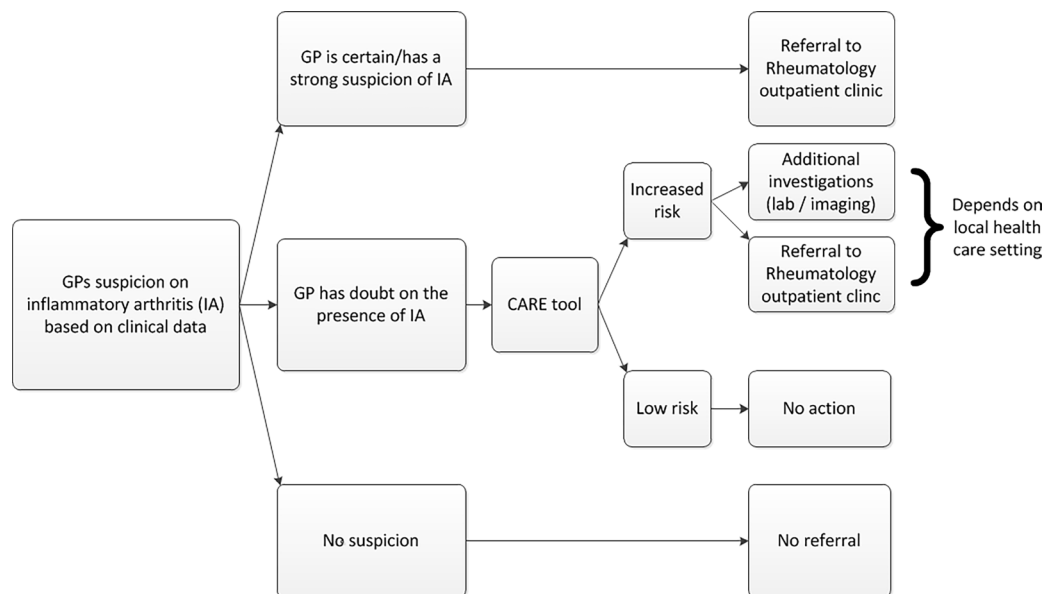 GP is certain/has a
strong suspicion of IA
Referral to
Rheumatology
outpatient clinic
Increased
risk
Additional
investigations
(lab / imaging)
Depends on
local health
care setting
GPs suspicion on
inflammatory arthritis (IA)
based on clinical data
GP has doubt on the
presence of IA
CARE tool
Referral to
Rheumatology
outpatient clinc
Low risk
No action
No suspicion
No referral